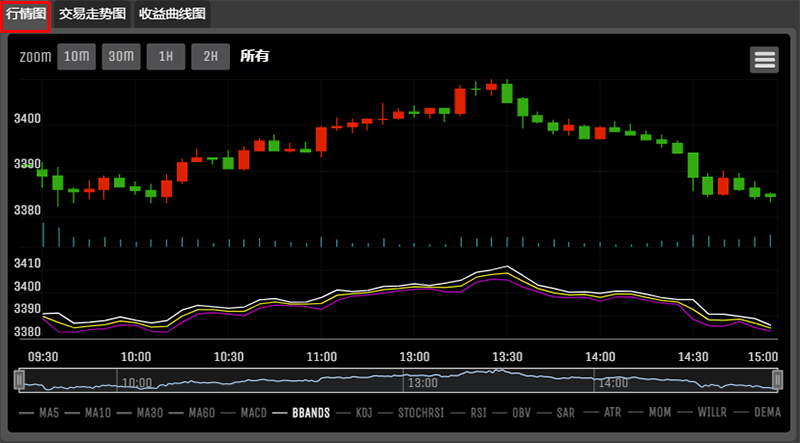 行情图 交易走势图 收益曲线图
ZOOM 10M 30M 1H 2H 所有
3400
3390
3380
3410
3400
3390
3380
09:30 10:00 10:30 11:00 13:00 13:30 14:00 14:30 15:00
10:00 13:00 14:00
MA5 MA10 MA30 MA60 MACD BBANDS KDJ STOCHRSI RSI OBV SAR ATR MOM WILLR DEMA